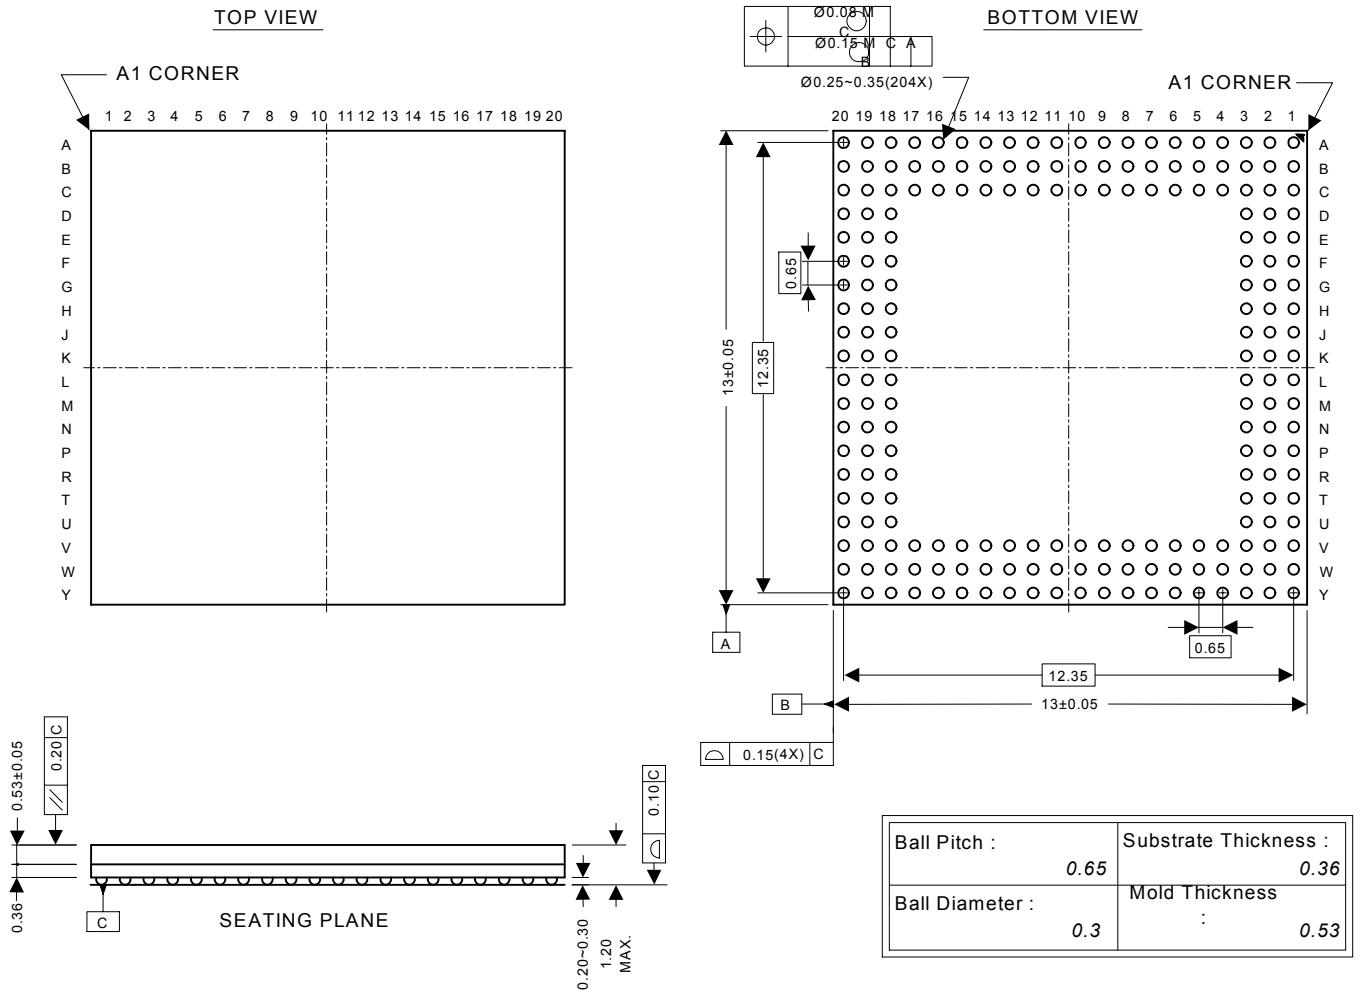 TOP VIEW
BOTTOM VIEW
Ø0.08 M C
Ø0.15 M C A B
Ø0.25~0.35(204X)
A1 CORNER
A1 CORNER
1 2 3 4 5 6 7 8 9 10 11 12 13 14 15 16 17 18 19 20
20 19 18 17 16 15 14 13 12 11 10 9 8 7 6 5 4 3 2 1
A
B
C
D
E
F
G
H
J
K
L
M
N
P
R
T
U
V
W
Y
A
B
C
D
E
F
G
H
J
K
L
M
N
P
R
T
U
V
W
Y
0.65
13±0.05
12.35
A
0.65
12.35
B
13±0.05
0.15(4X) C
0.53±0.05
0.20 C
0.10 C
0.36
C
SEATING PLANE
0.20~0.30
1.20
MAX.
Ball Pitch :
0.65
Substrate Thickness :
0.36
Ball Diameter :
0.3
Mold Thickness
:
0.53